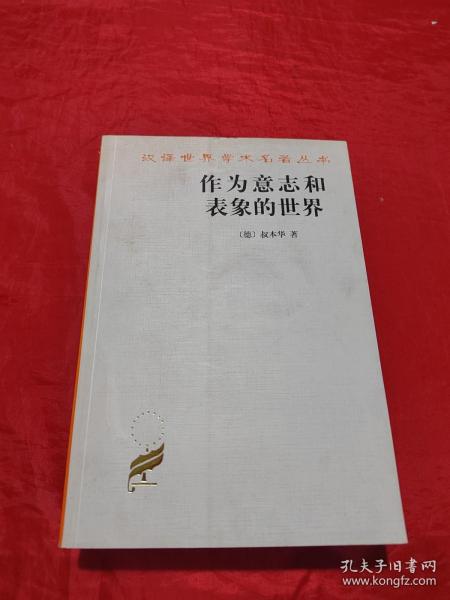 汉译世界学术名著丛书
作为意志和
表象的世界
〔德〕叔本华 著
孔夫子旧书网
www.kongfz.com